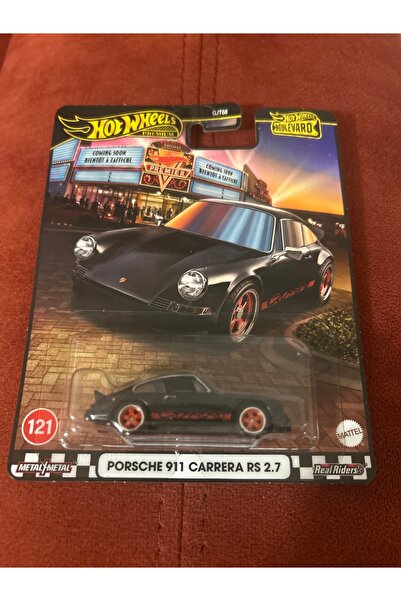 HOT WHEELS
PREMIUM
GJT68
HOT WHEELS
BOULEVARD
COMING SOON
BIENTÔT À L'AFFICHE
PREMIER
COMING SOON
BIENTÔT À L'AFFICHE
121
MATTEL
METAL/METAL
PORSCHE 911 CARRERA RS 2.7
Real Riders